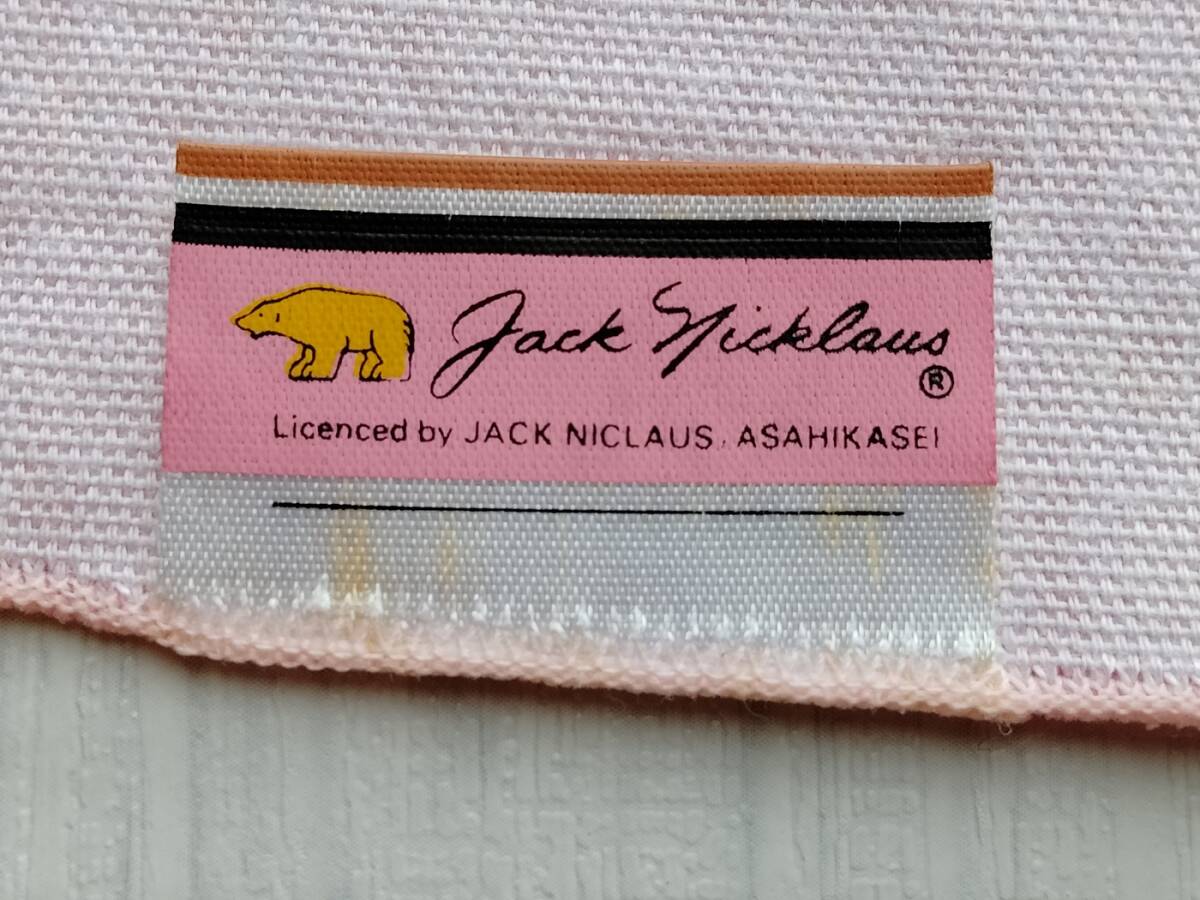 Jack Nicklaus
®
Licenced by JACK NICLAUS, ASAHIKASEI